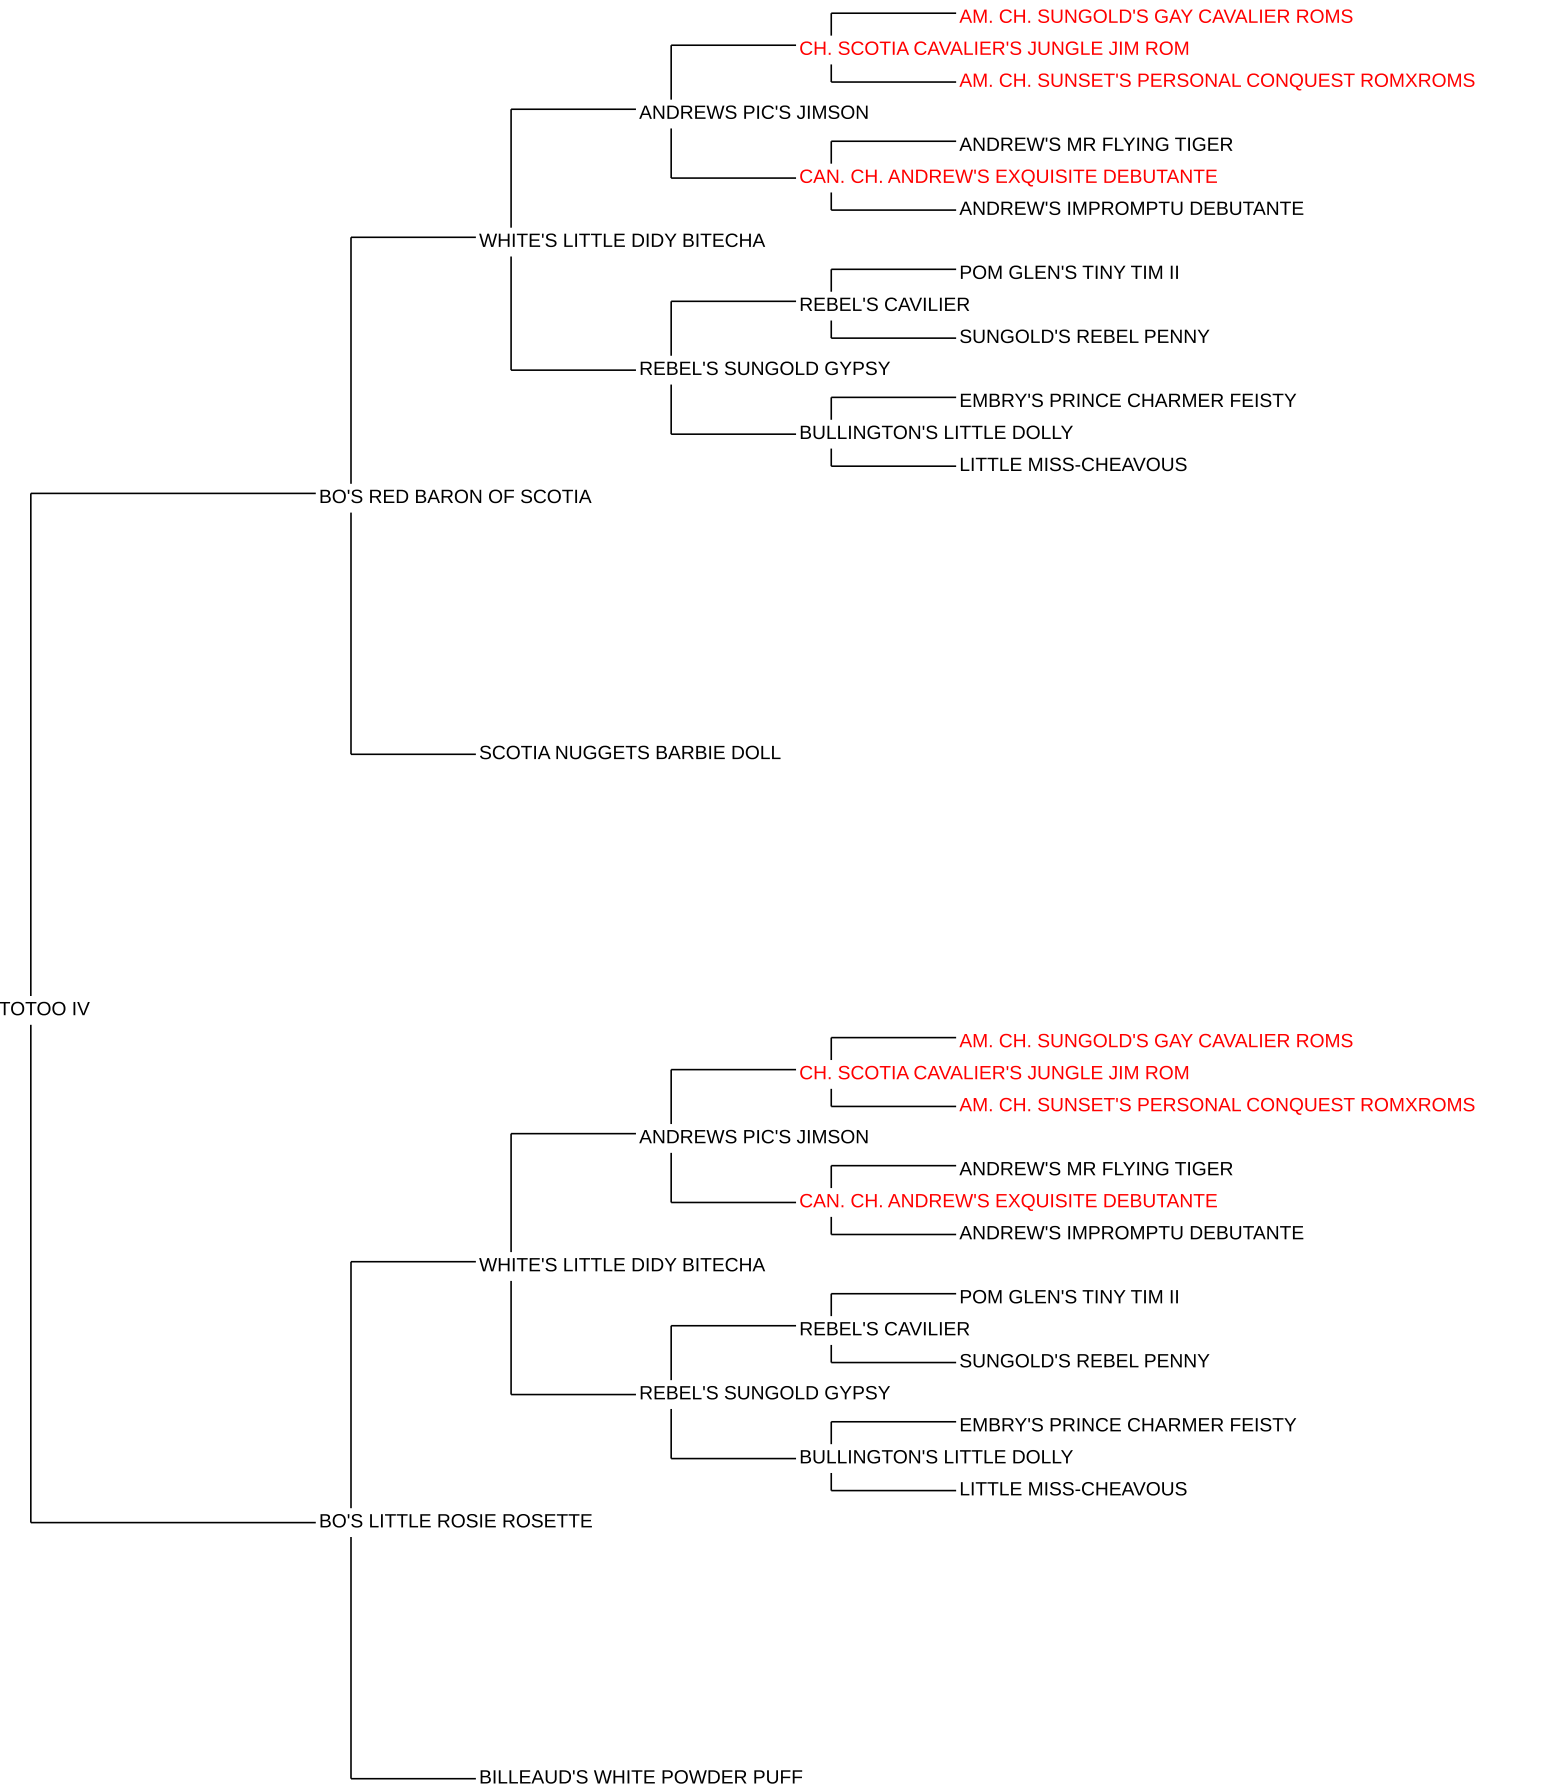 AM. CH. SUNGOLD'S GAY CAVALIER ROMS
CH. SCOTIA CAVALIER'S JUNGLE JIM ROM
AM. CH. SUNSET'S PERSONAL CONQUEST ROMXROMS
ANDREWS PIC'S JIMSON
ANDREW'S MR FLYING TIGER
CAN. CH. ANDREW'S EXQUISITE DEBUTANTE
ANDREW'S IMPROMPTU DEBUTANTE
WHITE'S LITTLE DIDY BITECHA
POM GLEN'S TINY TIM II
REBEL'S CAVILIER
SUNGOLD'S REBEL PENNY
REBEL'S SUNGOLD GYPSY
EMBRY'S PRINCE CHARMER FEISTY
BULLINGTON'S LITTLE DOLLY
LITTLE MISS-CHEAVOUS
BO'S RED BARON OF SCOTIA
SCOTIA NUGGETS BARBIE DOLL
TOTOO IV
AM. CH. SUNGOLD'S GAY CAVALIER ROMS
CH. SCOTIA CAVALIER'S JUNGLE JIM ROM
AM. CH. SUNSET'S PERSONAL CONQUEST ROMXROMS
ANDREWS PIC'S JIMSON
ANDREW'S MR FLYING TIGER
CAN. CH. ANDREW'S EXQUISITE DEBUTANTE
ANDREW'S IMPROMPTU DEBUTANTE
WHITE'S LITTLE DIDY BITECHA
POM GLEN'S TINY TIM II
REBEL'S CAVILIER
SUNGOLD'S REBEL PENNY
REBEL'S SUNGOLD GYPSY
EMBRY'S PRINCE CHARMER FEISTY
BULLINGTON'S LITTLE DOLLY
LITTLE MISS-CHEAVOUS
BO'S LITTLE ROSIE ROSETTE
BILLEAUD'S WHITE POWDER PUFF